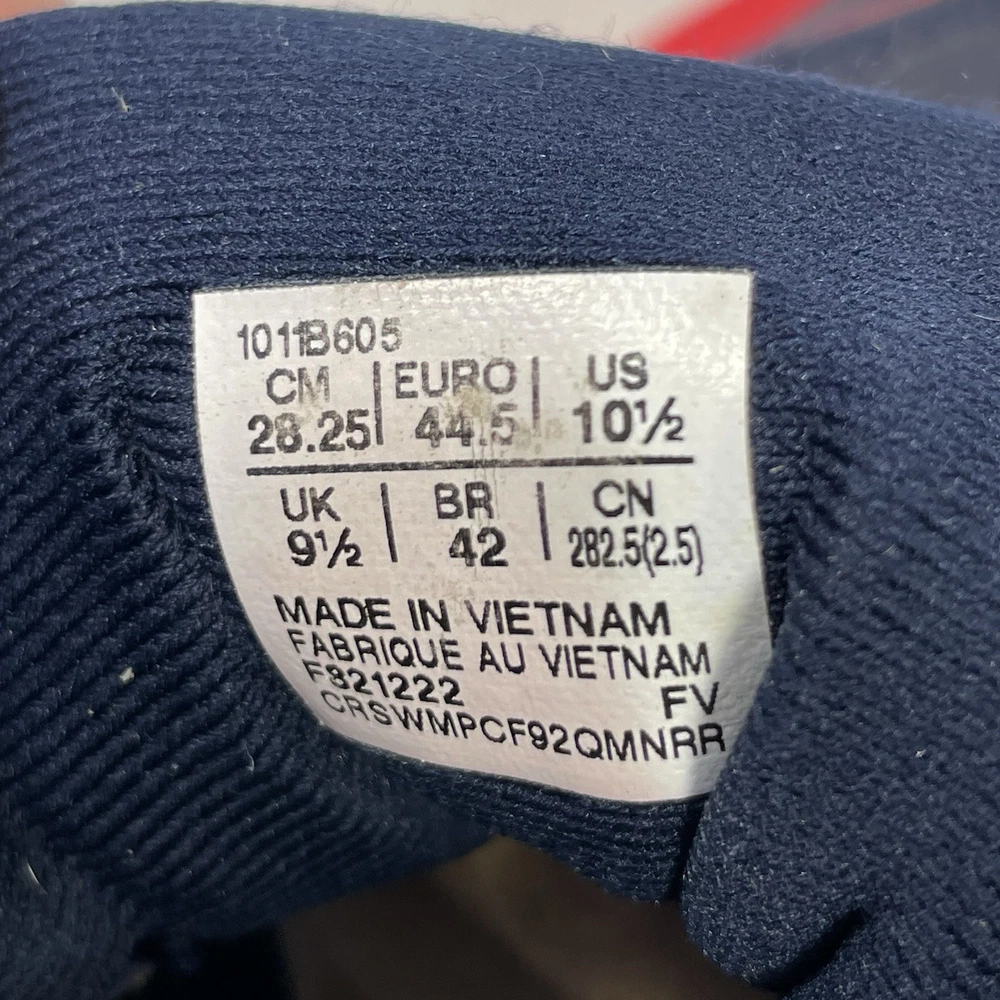 1011B605
CM | EURO | US
28.25 | 44.5 | 10½
UK | BR | CN
9½ | 42 | 282.5(2.5)
MADE IN VIETNAM
FABRIQUE AU VIETNAM
F821222 FV
CRSWMPCF92QMNRR